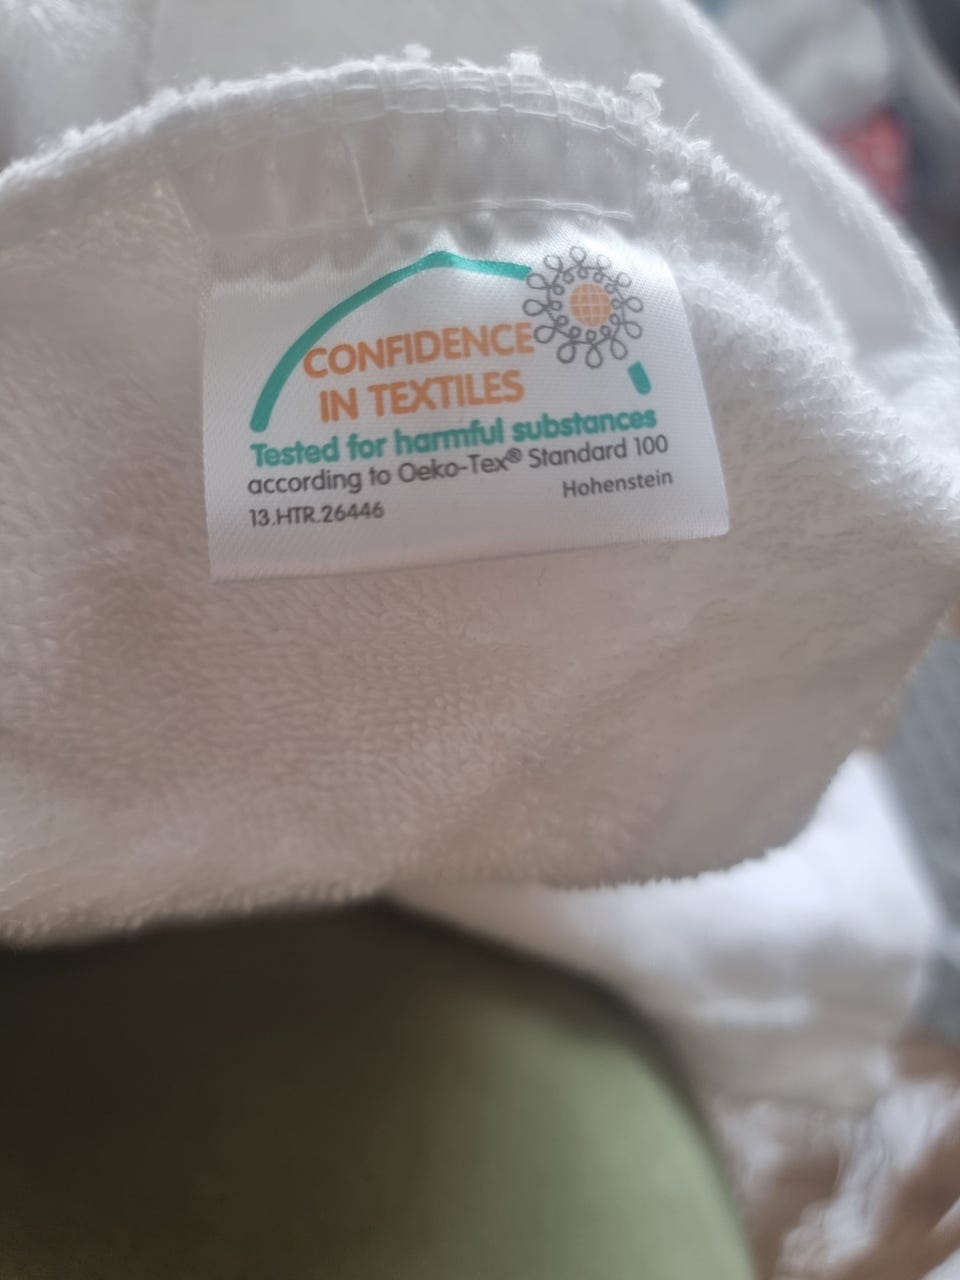 CONFIDENCE
IN TEXTILES
Tested for harmful substances
according to Oeko-Tex® Standard 100
Hohenstein
13.HTR.26446